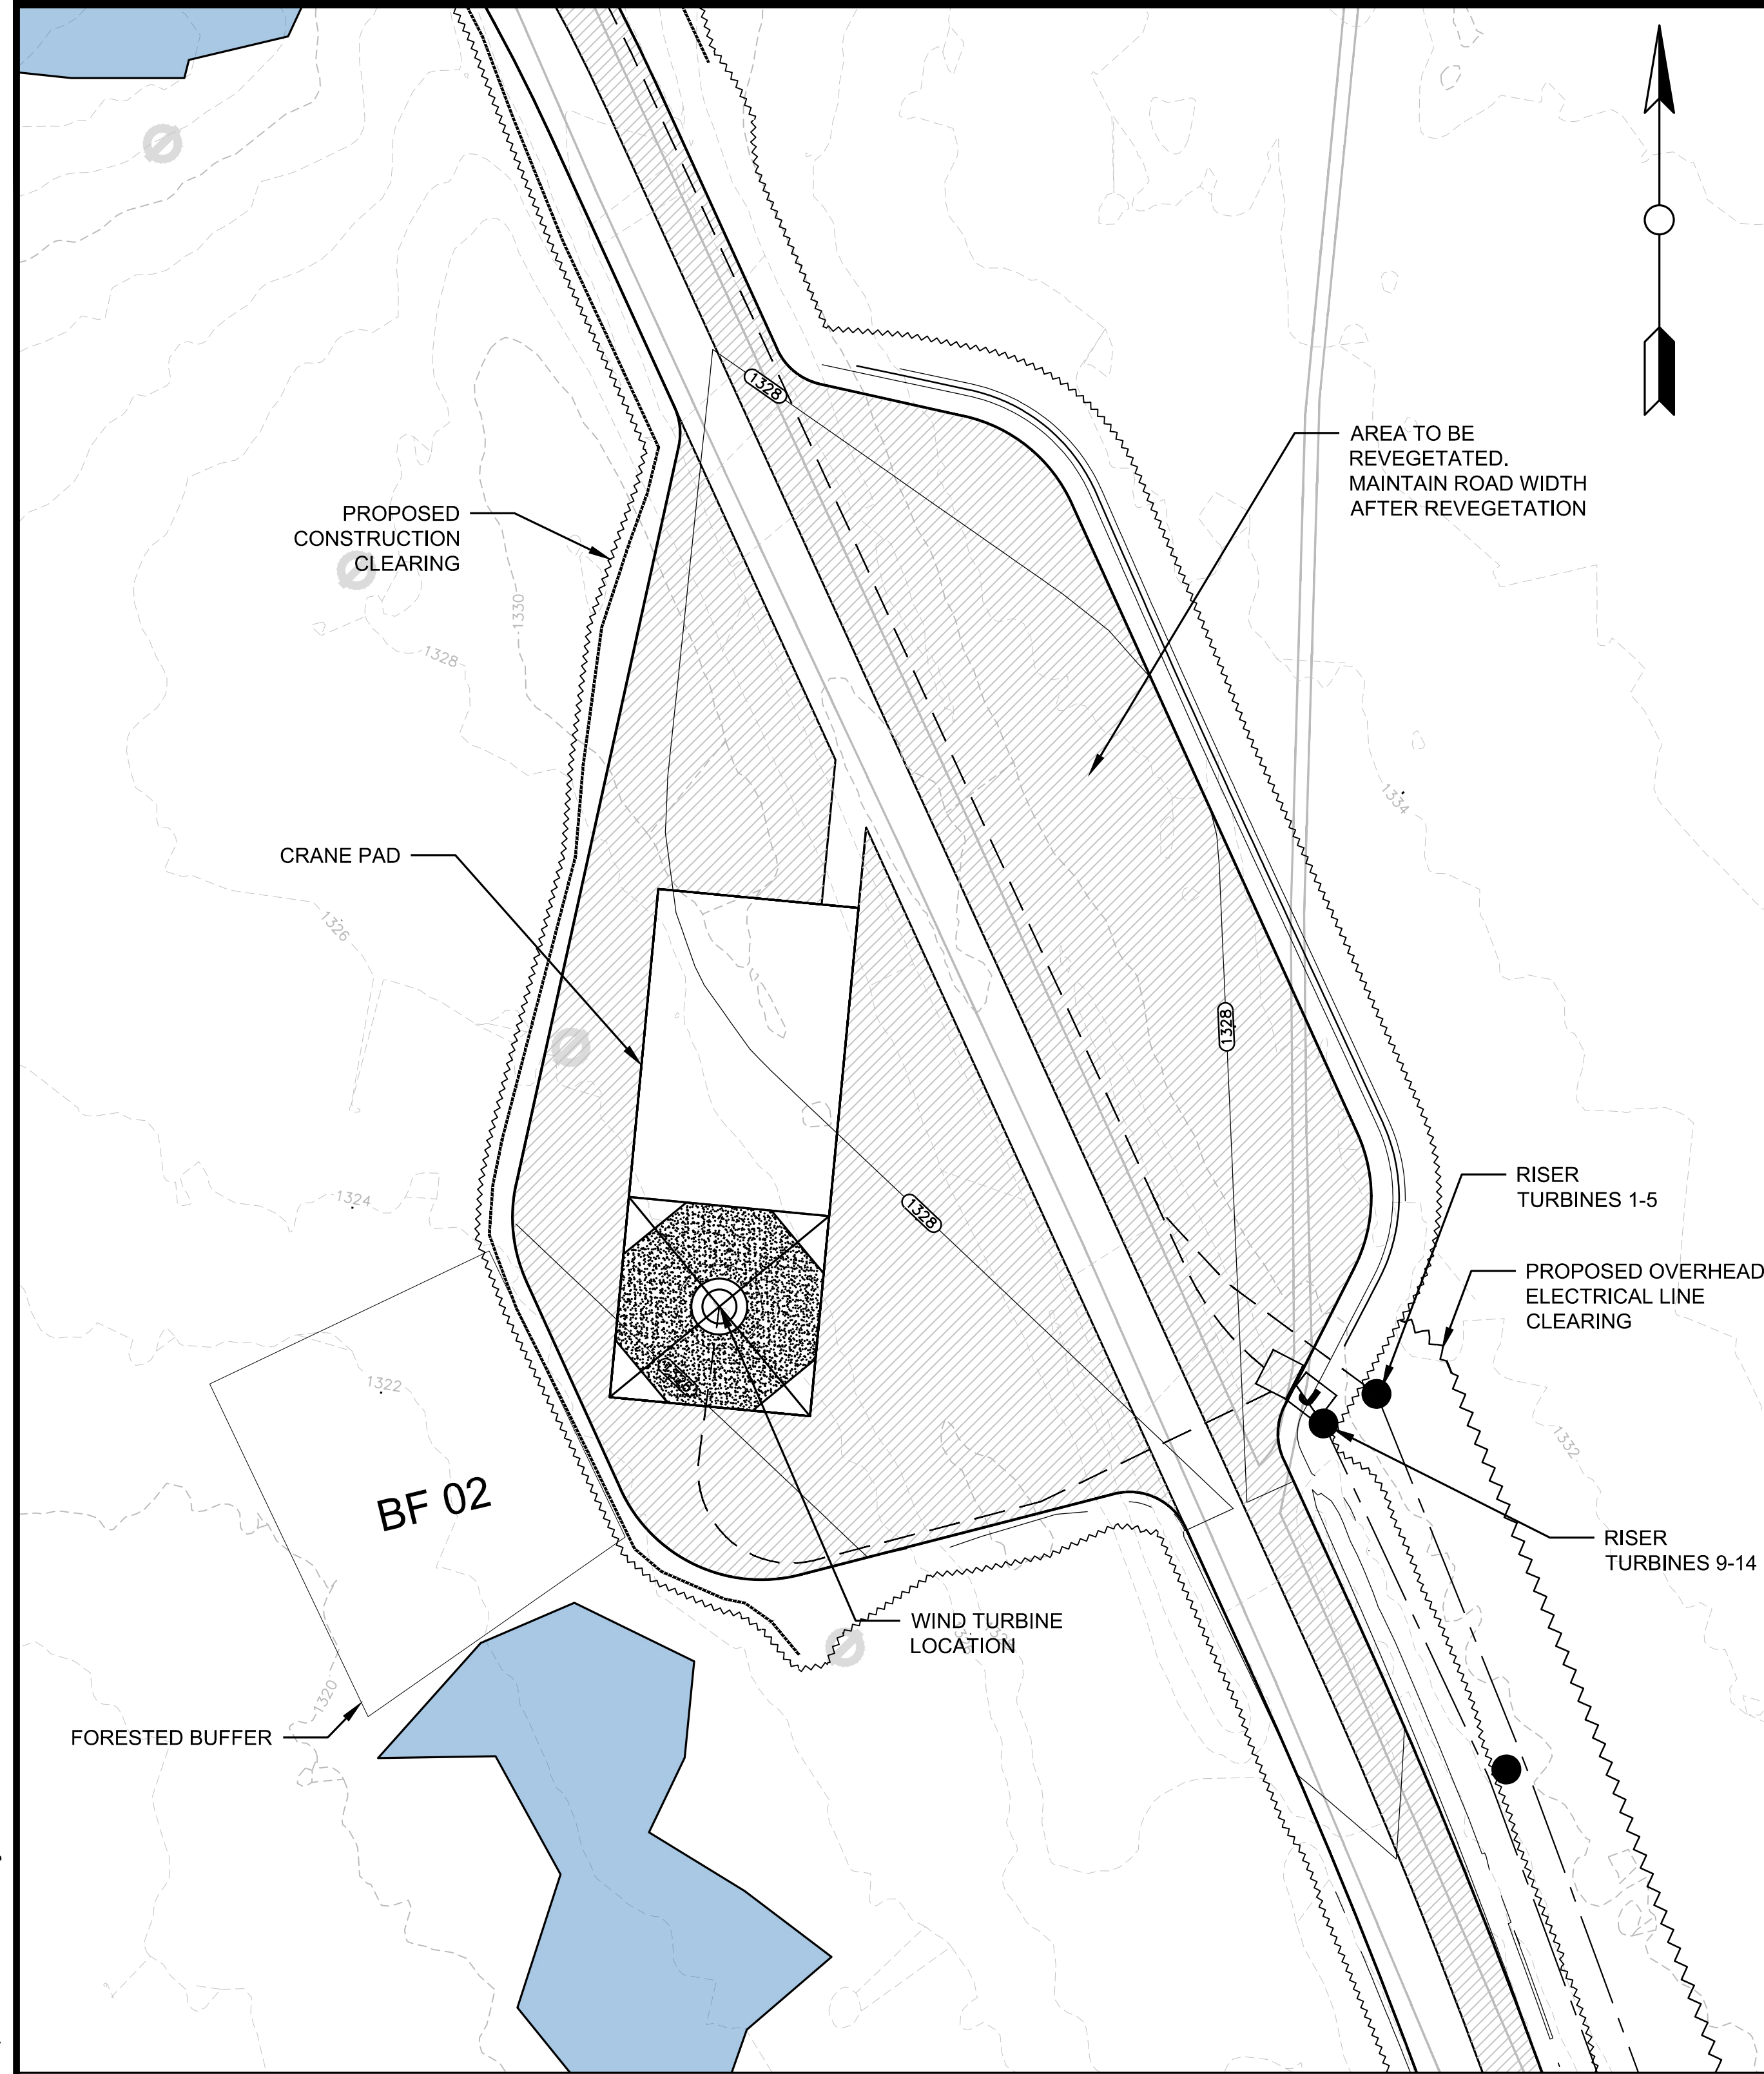 1328
AREA TO BE
REVEGETATED.
MAINTAIN ROAD WIDTH
AFTER REVEGETATION
PROPOSED
CONSTRUCTION
CLEARING
1330
1328
1334
CRANE PAD
1326
1328
RISER
TURBINES 1-5
1324
1328
PROPOSED OVERHEAD
ELECTRICAL LINE
CLEARING
1328
1322
1332
BF 02
RISER
TURBINES 9-14
WIND TURBINE
LOCATION
1320
FORESTED BUFFER